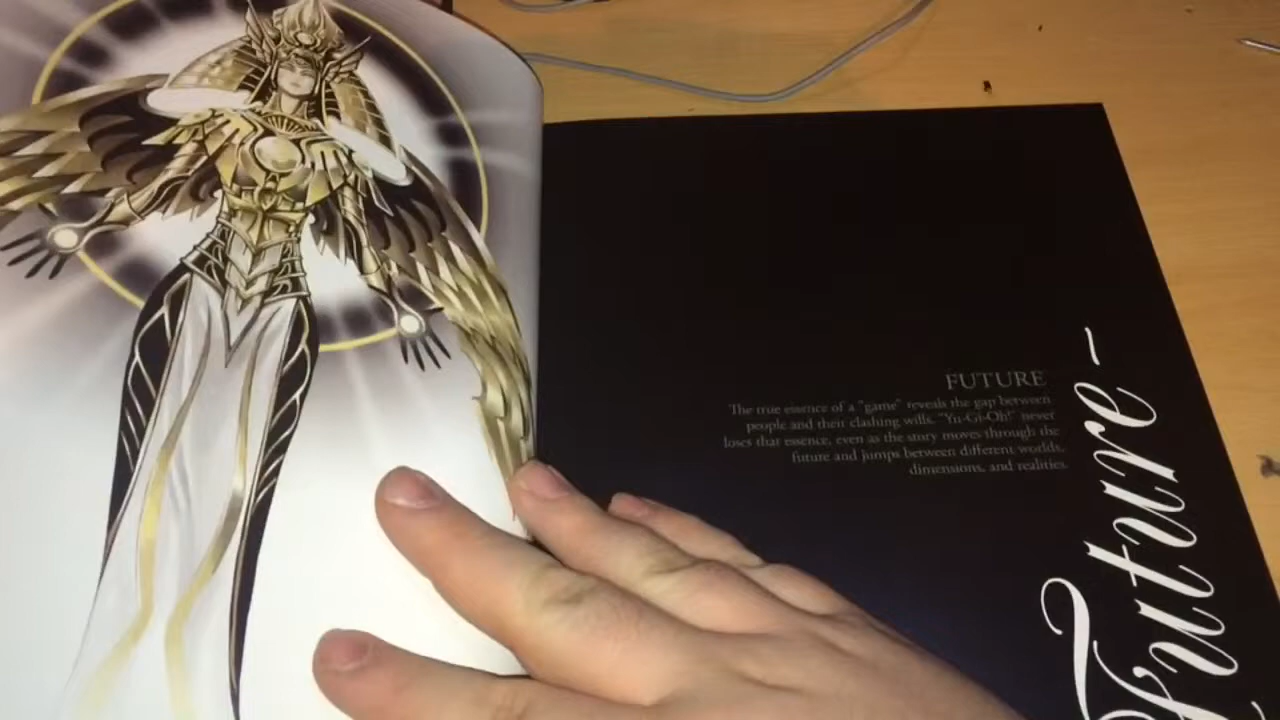 FUTURE
The true essence of a "game" reveals the gap between
people and their clashing wills. "Yu-Gi-Oh!" never
loses that essence, even as the story moves through the
future and jumps between different worlds,
dimensions, and realities.
Future